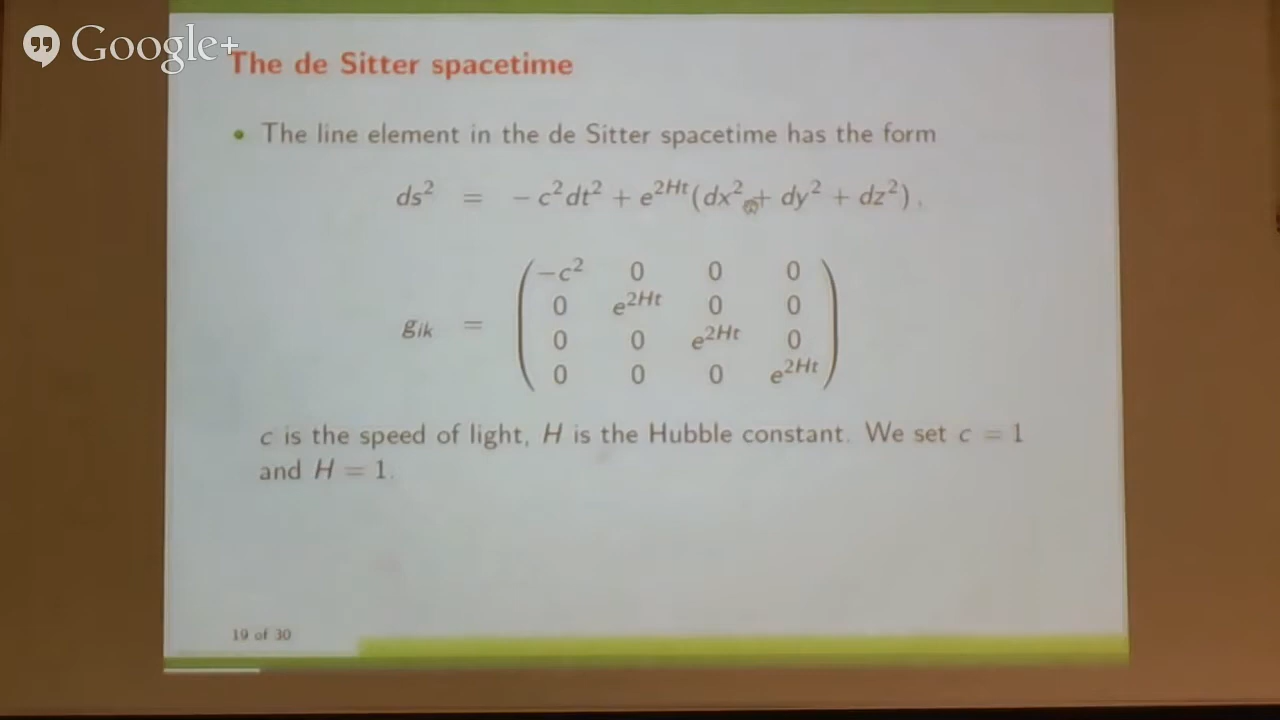 Google+
The de Sitter spacetime
• The line element in the de Sitter spacetime has the form
ds² = − c²dt² + e^{2Ht}(dx² + dy² + dz²) ,
g_{ik} =
−c² 0 0 0
0 e^{2Ht} 0 0
0 0 e^{2Ht} 0
0 0 0 e^{2Ht}
c is the speed of light, H is the Hubble constant. We set c = 1
and H = 1.
19 of 30